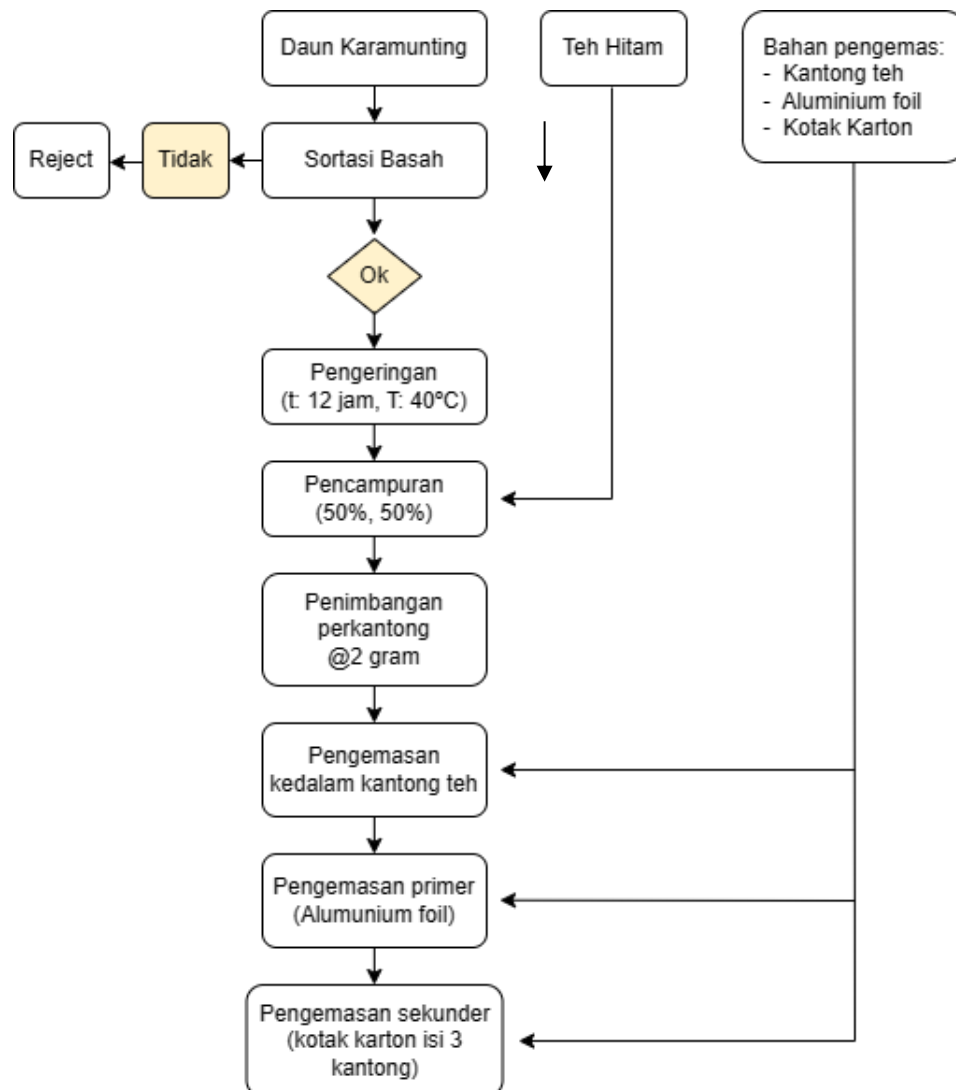 Daun Karamunting
Teh Hitam
Bahan pengemas:
- Kantong teh
- Aluminium foil
- Kotak Karton
Reject
Tidak
Sortasi Basah
Ok
Pengeringan
(t: 12 jam, T: 40ºC)
Pencampuran
(50%, 50%)
Penimbangan
perkantong
@2 gram
Pengemasan
kedalam kantong teh
Pengemasan primer
(Alumunium foil)
Pengemasan sekunder
(kotak karton isi 3
kantong)